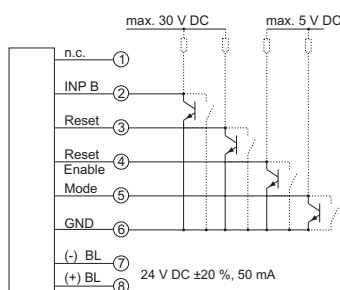 max. 30 V DC max. 5 V DC
n.c. 1
INP B 2
Reset 3
Reset Enable 4
Mode 5
GND 6
(-) BL 7
(+) BL 8
24 V DC ±20 %, 50 mA